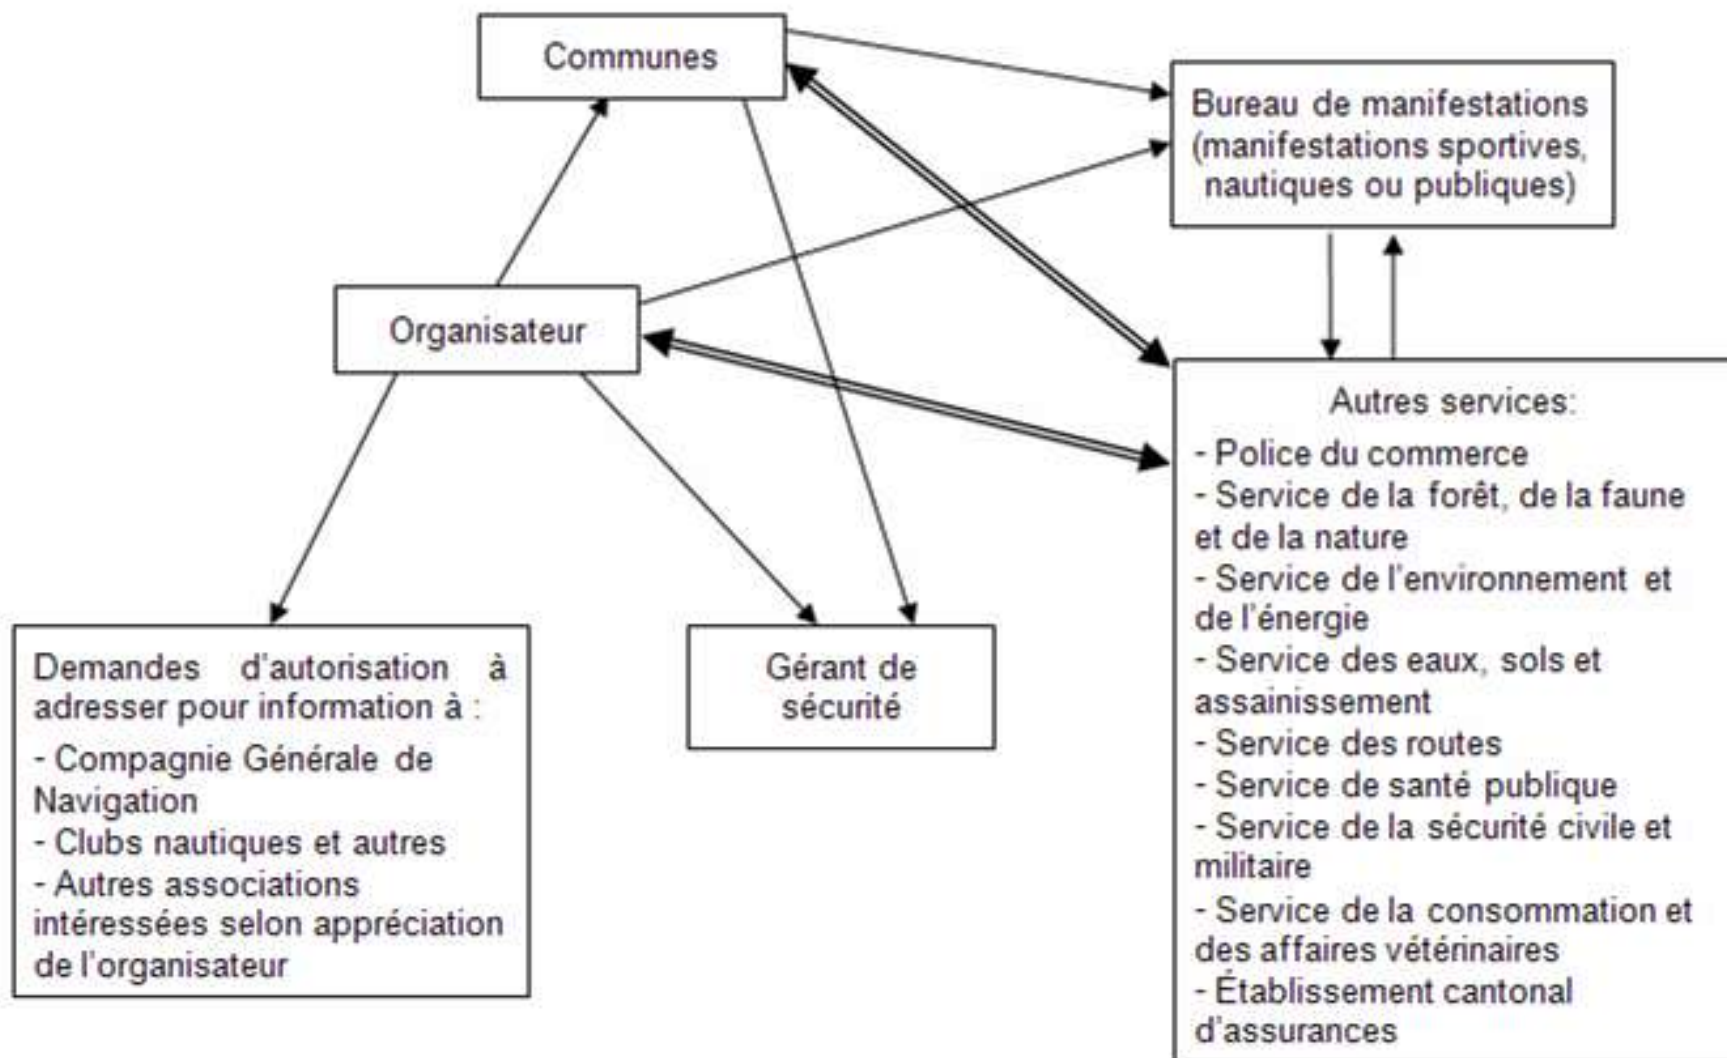 Communes
Bureau de manifestations
(manifestations sportives,
nautiques ou publiques)
Organisateur
Autres services:
- Police du commerce
- Service de la forêt, de la faune
et de la nature
- Service de l'environnement et
de l'énergie
- Service des eaux, sols et
assainissement
- Service des routes
- Service de santé publique
- Service de la sécurité civile et
militaire
- Service de la consommation et
des affaires vétérinaires
- Établissement cantonal
d'assurances
Demandes d'autorisation à
adresser pour information à :
- Compagnie Générale de
Navigation
- Clubs nautiques et autres
- Autres associations
intéressées selon appréciation
de l'organisateur
Gérant de
sécurité